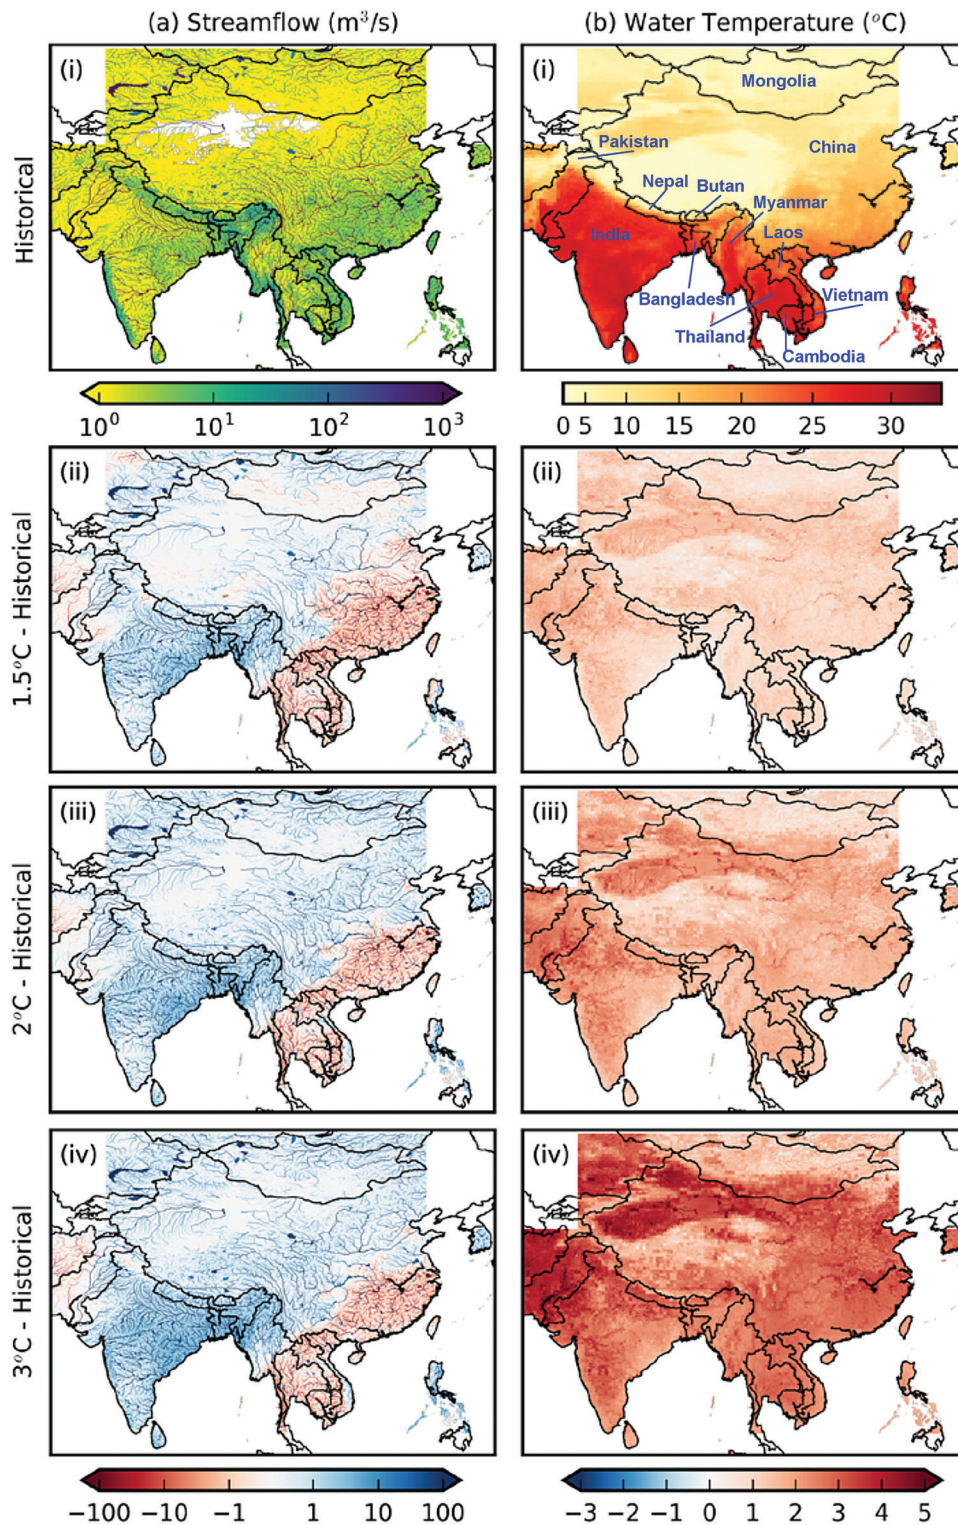 (a) Streamflow (m³/s)
(b) Water Temperature (°C)
Historical
(i)
(i)
Mongolia
Pakistan
China
Nepal
Butan
Myanmar
India
Laos
Bangladesh
Vietnam
Thailand
Cambodia
10⁰ 10¹ 10² 10³
0 5 10 15 20 25 30
1.5°C - Historical
(ii)
(ii)
2°C - Historical
(iii)
(iii)
3°C - Historical
(iv)
(iv)
−100 −10 −1 1 10 100
−3 −2 −1 0 1 2 3 4 5